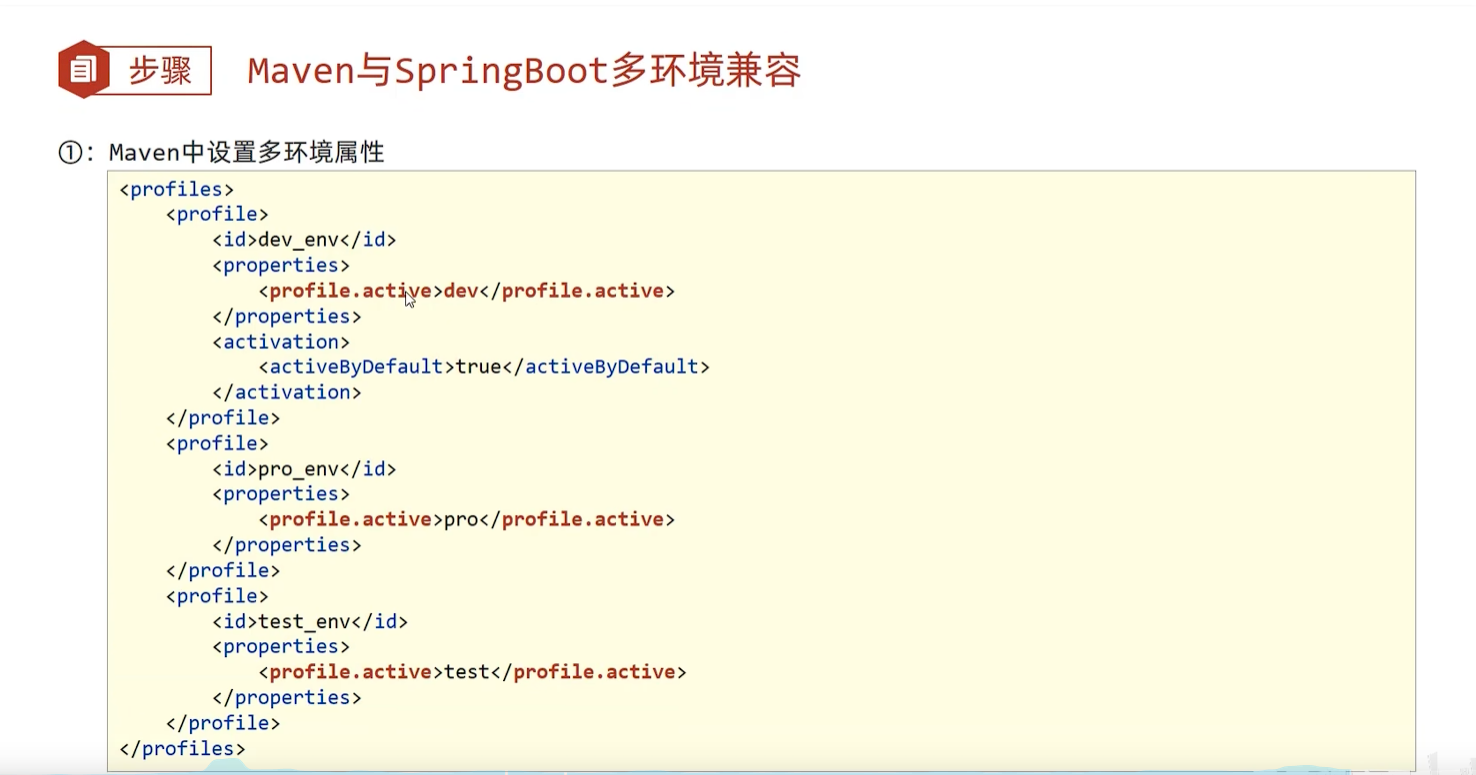 步骤 Maven与SpringBoot多环境兼容
①：Maven中设置多环境属性
<profiles>
    <profile>
        <id>dev_env</id>
        <properties>
            <profile.active>dev</profile.active>
        </properties>
        <activation>
            <activeByDefault>true</activeByDefault>
        </activation>
    </profile>
    <profile>
        <id>pro_env</id>
        <properties>
            <profile.active>pro</profile.active>
        </properties>
    </profile>
    <profile>
        <id>test_env</id>
        <properties>
            <profile.active>test</profile.active>
        </properties>
    </profile>
</profiles>